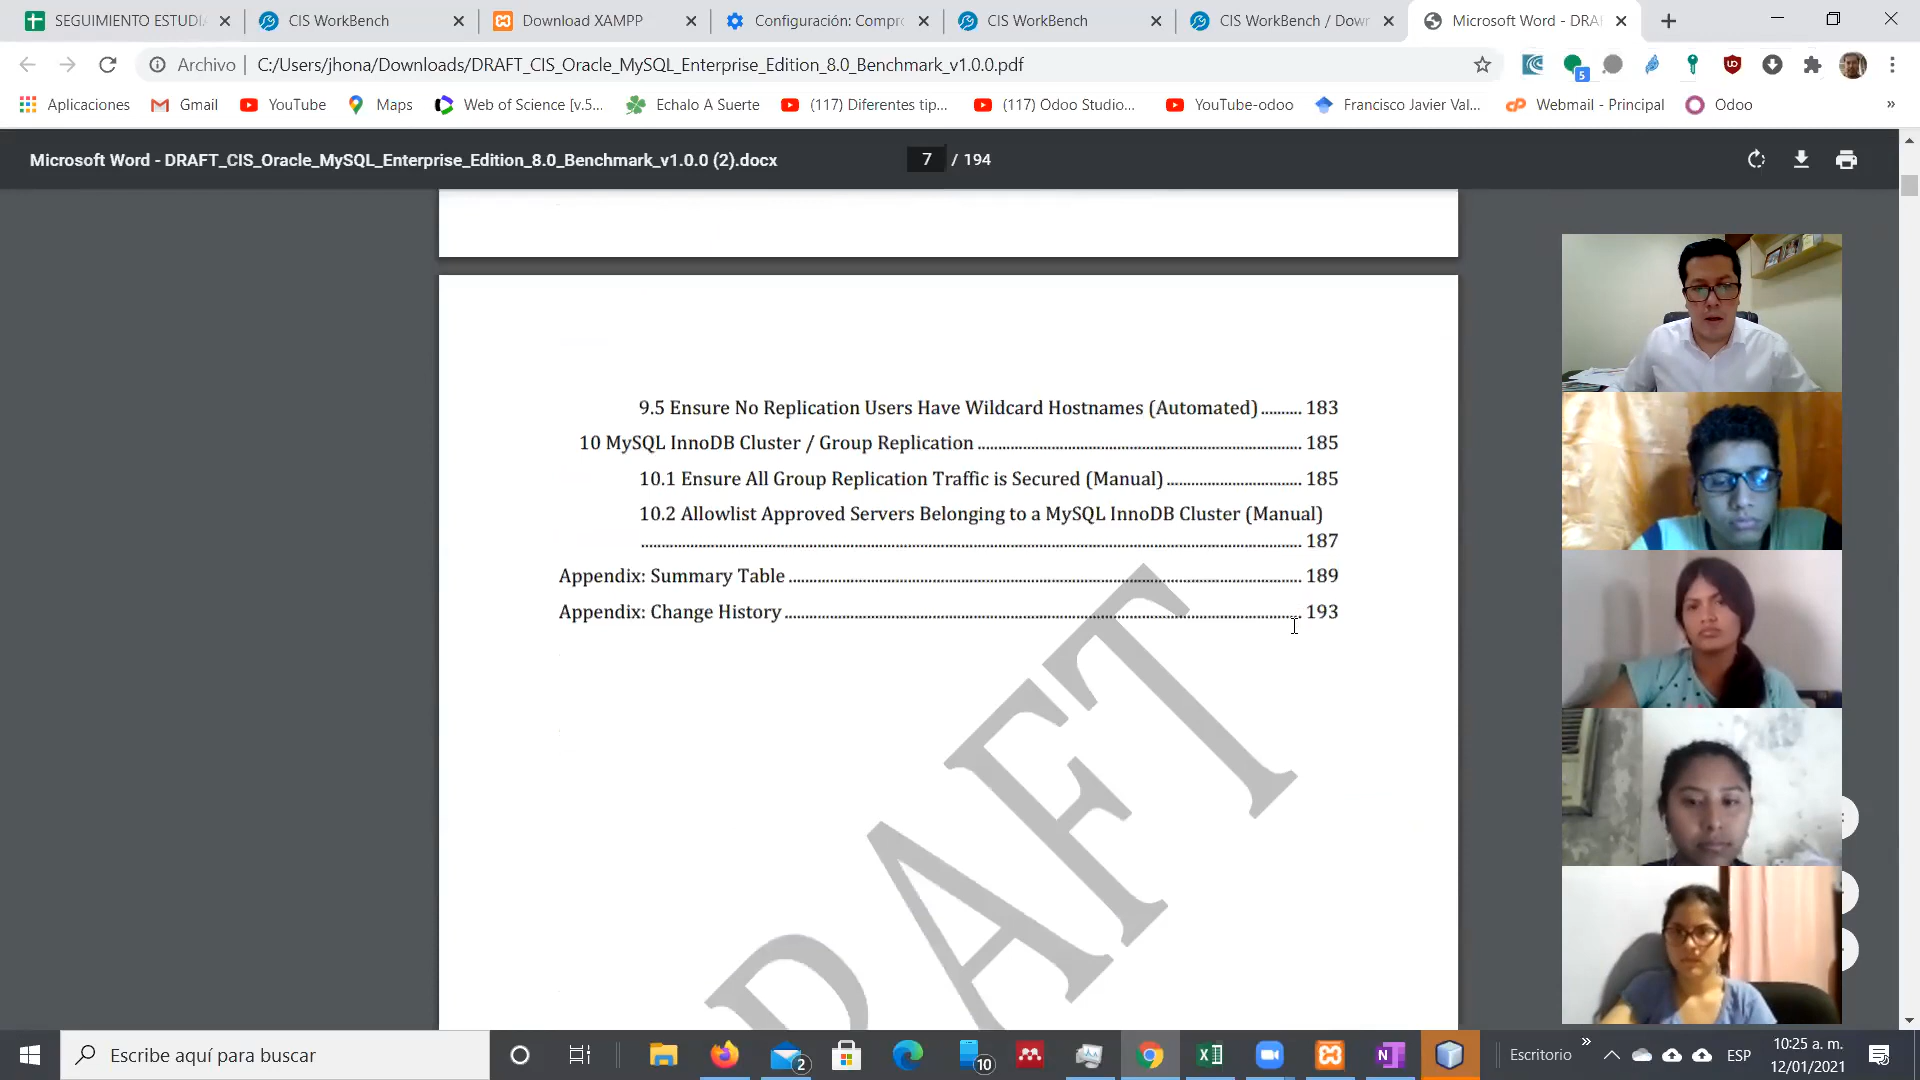 SEGUIMIENTO ESTUDI
CIS WorkBench
Download XAMPP
Configuración: Compro
CIS WorkBench
CIS WorkBench / Down
Microsoft Word - DRA
Archivo
C:/Users/jhona/Downloads/DRAFT_CIS_Oracle_MySQL_Enterprise_Edition_8.0_Benchmark_v1.0.0.pdf
5
Aplicaciones
Gmail
YouTube
Maps
Web of Science [v.5...
Echalo A Suerte
(117) Diferentes tip...
(117) Odoo Studio...
YouTube-odoo
Francisco Javier Val...
Webmail - Principal
Odoo
»
Microsoft Word - DRAFT_CIS_Oracle_MySQL_Enterprise_Edition_8.0_Benchmark_v1.0.0 (2).docx
7 / 194
9.5 Ensure No Replication Users Have Wildcard Hostnames (Automated).......... 183
10 MySQL InnoDB Cluster / Group Replication ................................................................................ 185
10.1 Ensure All Group Replication Traffic is Secured (Manual)................................. 185
10.2 Allowlist Approved Servers Belonging to a MySQL InnoDB Cluster (Manual)
.................................................................................................................................................................... 187
Appendix: Summary Table ................................................................................................................................ 189
Appendix: Change History ................................................................................................................................ 193
DRAFT
Escribe aquí para buscar
2
10
Escritorio
»
ESP
10:25 a. m.
12/01/2021